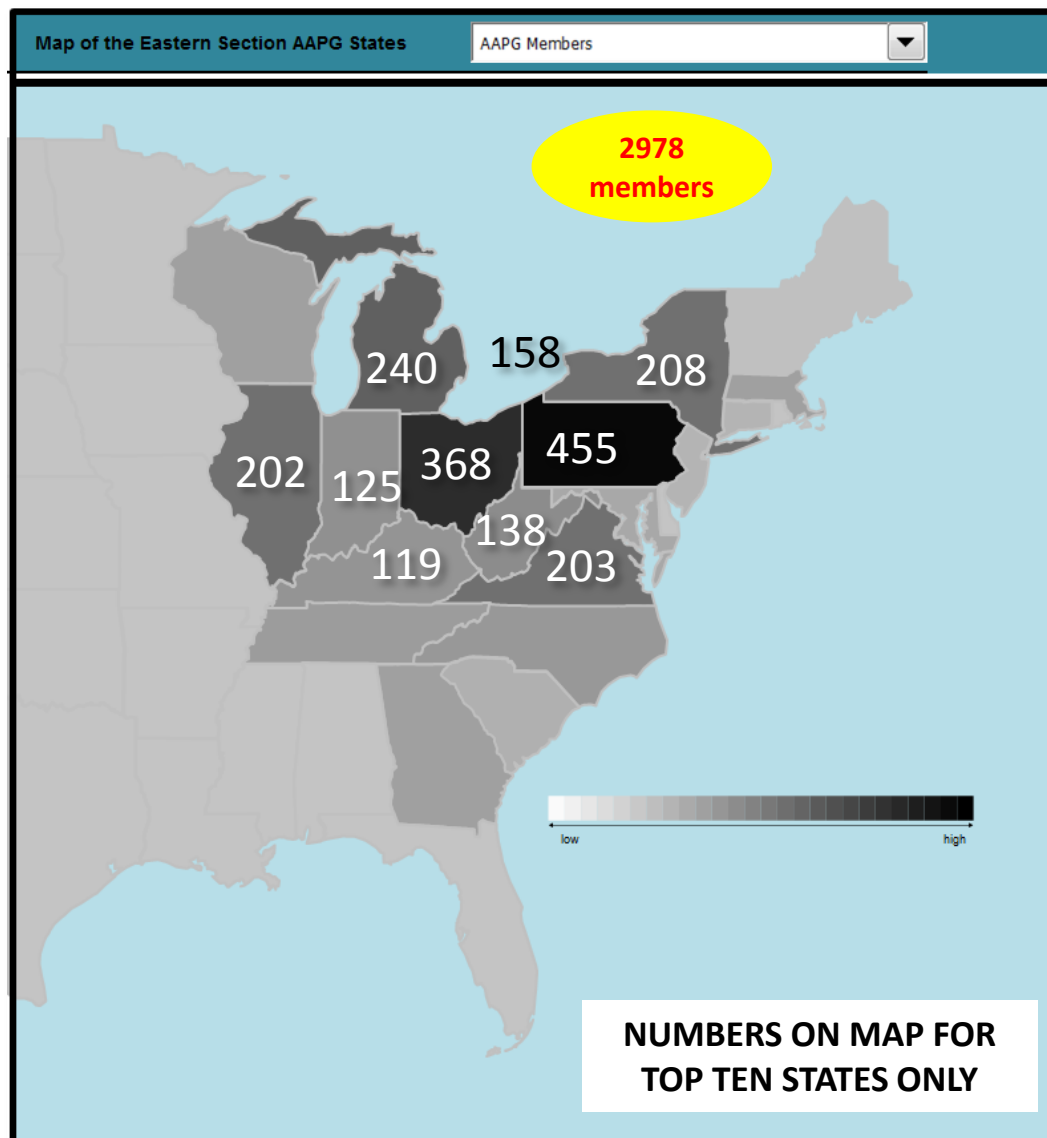 Map of the Eastern Section AAPG States
AAPG Members
2978
members
158
240
208
455
368
202
125
138
119
203
low
high
NUMBERS ON MAP FOR
TOP TEN STATES ONLY